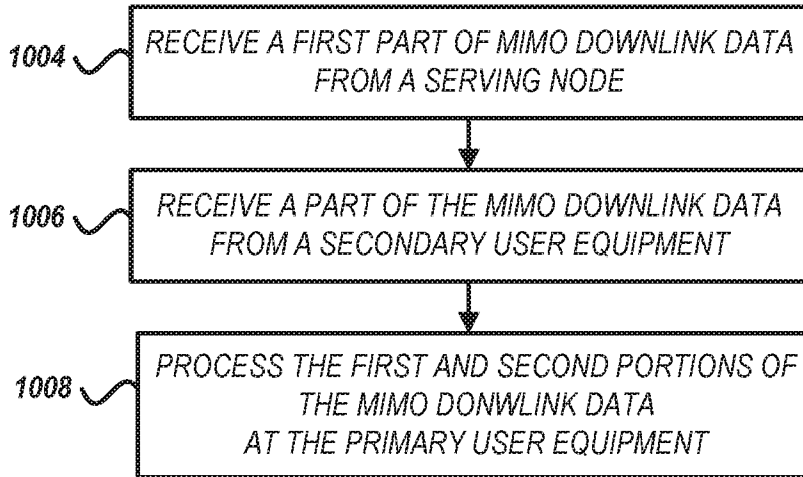 1004
RECEIVE A FIRST PART OF MIMO DOWNLINK DATA
FROM A SERVING NODE
1006
RECEIVE A PART OF THE MIMO DOWNLINK DATA
FROM A SECONDARY USER EQUIPMENT
1008
PROCESS THE FIRST AND SECOND PORTIONS OF
THE MIMO DONWLINK DATA
AT THE PRIMARY USER EQUIPMENT